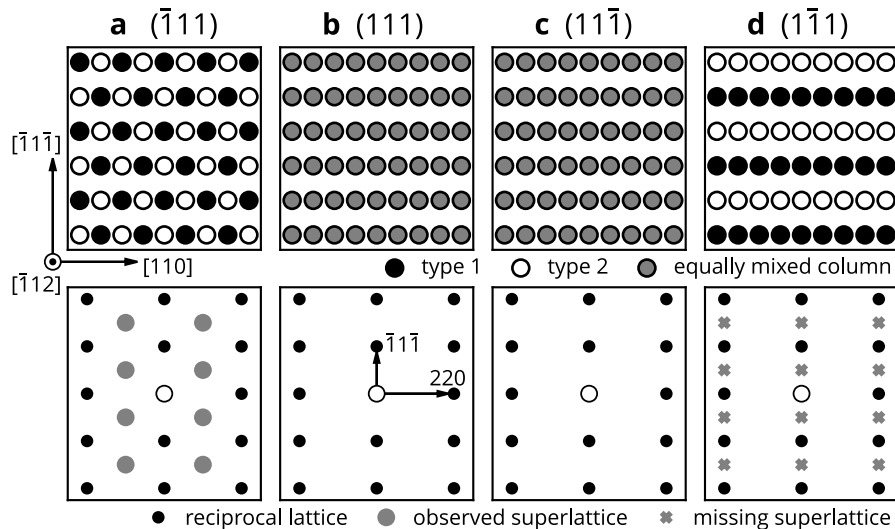 a (1̄11) b (111) c (111̄) d (11̄1)
[1̄11̄]
[110]
[1̄12]
type 1 type 2 equally mixed column
1̄11̄
220
reciprocal lattice observed superlattice missing superlattice